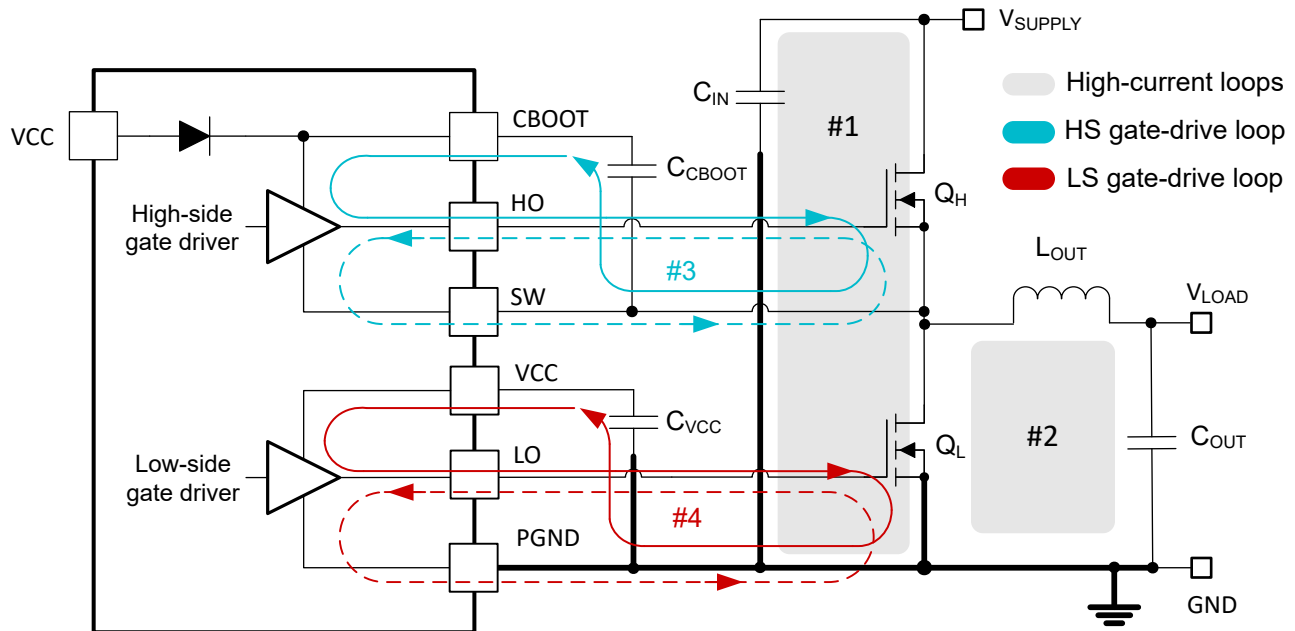 VSUPPLY
High-current loops
HS gate-drive loop
LS gate-drive loop
CIN
#1
VCC
CBOOT
CCBOOT
High-side
gate driver
HO
QH
#3
SW
LOUT
VLOAD
VCC
CVCC
Low-side
gate driver
LO
QL
#2
COUT
#4
PGND
GND